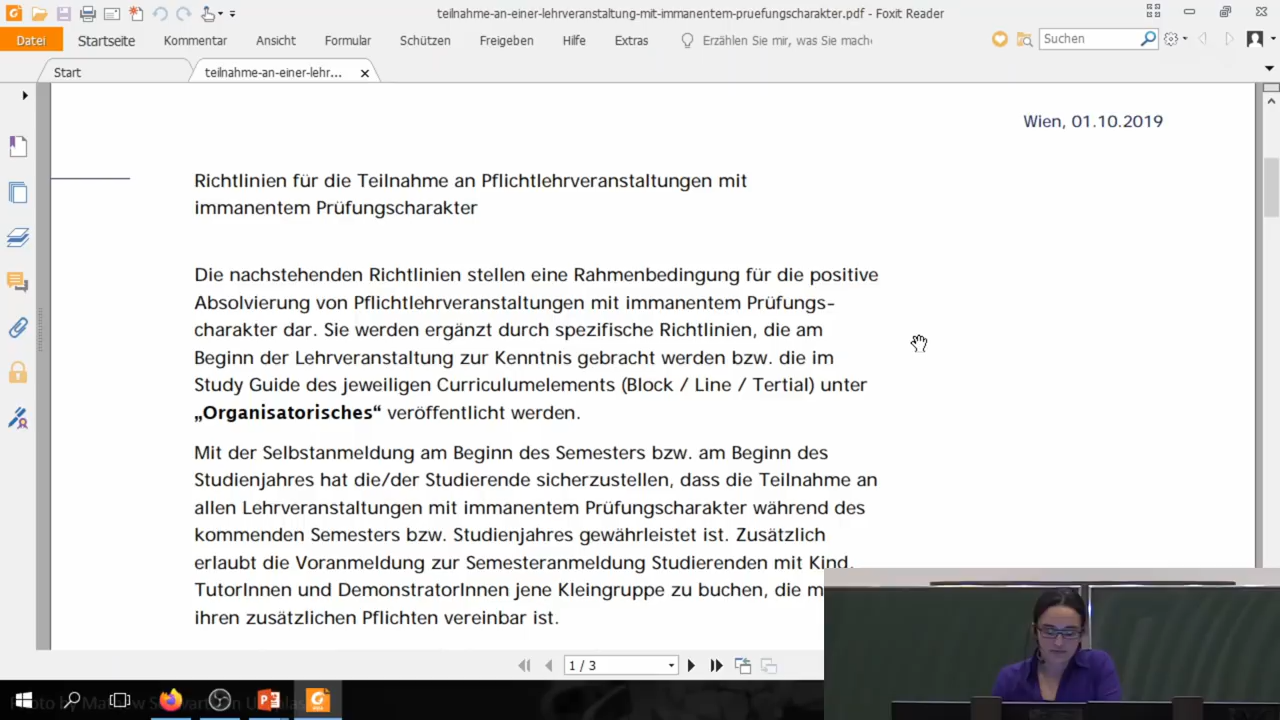 teilnahme-an-einer-lehrveranstaltung-mit-immanentem-pruefungscharakter.pdf - Foxit Reader
Datei Startseite Kommentar Ansicht Formular Schützen Freigeben Hilfe Extras Erzählen Sie mir, was Sie mach Suchen
Start teilnahme-an-einer-lehr...
Wien, 01.10.2019
Richtlinien für die Teilnahme an Pflichtlehrveranstaltungen mit
immanentem Prüfungscharakter
Die nachstehenden Richtlinien stellen eine Rahmenbedingung für die positive
Absolvierung von Pflichtlehrveranstaltungen mit immanentem Prüfungs-
charakter dar. Sie werden ergänzt durch spezifische Richtlinien, die am
Beginn der Lehrveranstaltung zur Kenntnis gebracht werden bzw. die im
Study Guide des jeweiligen Curriculumelements (Block / Line / Tertial) unter
„Organisatorisches“ veröffentlicht werden.
Mit der Selbstanmeldung am Beginn des Semesters bzw. am Beginn des
Studienjahres hat die/der Studierende sicherzustellen, dass die Teilnahme an
allen Lehrveranstaltungen mit immanentem Prüfungscharakter während des
kommenden Semesters bzw. Studienjahres gewährleistet ist. Zusätzlich
erlaubt die Voranmeldung zur Semesteranmeldung Studierenden mit Kind,
TutorInnen und DemonstratorInnen jene Kleingruppe zu buchen, die m
ihren zusätzlichen Pflichten vereinbar ist.
1 / 3